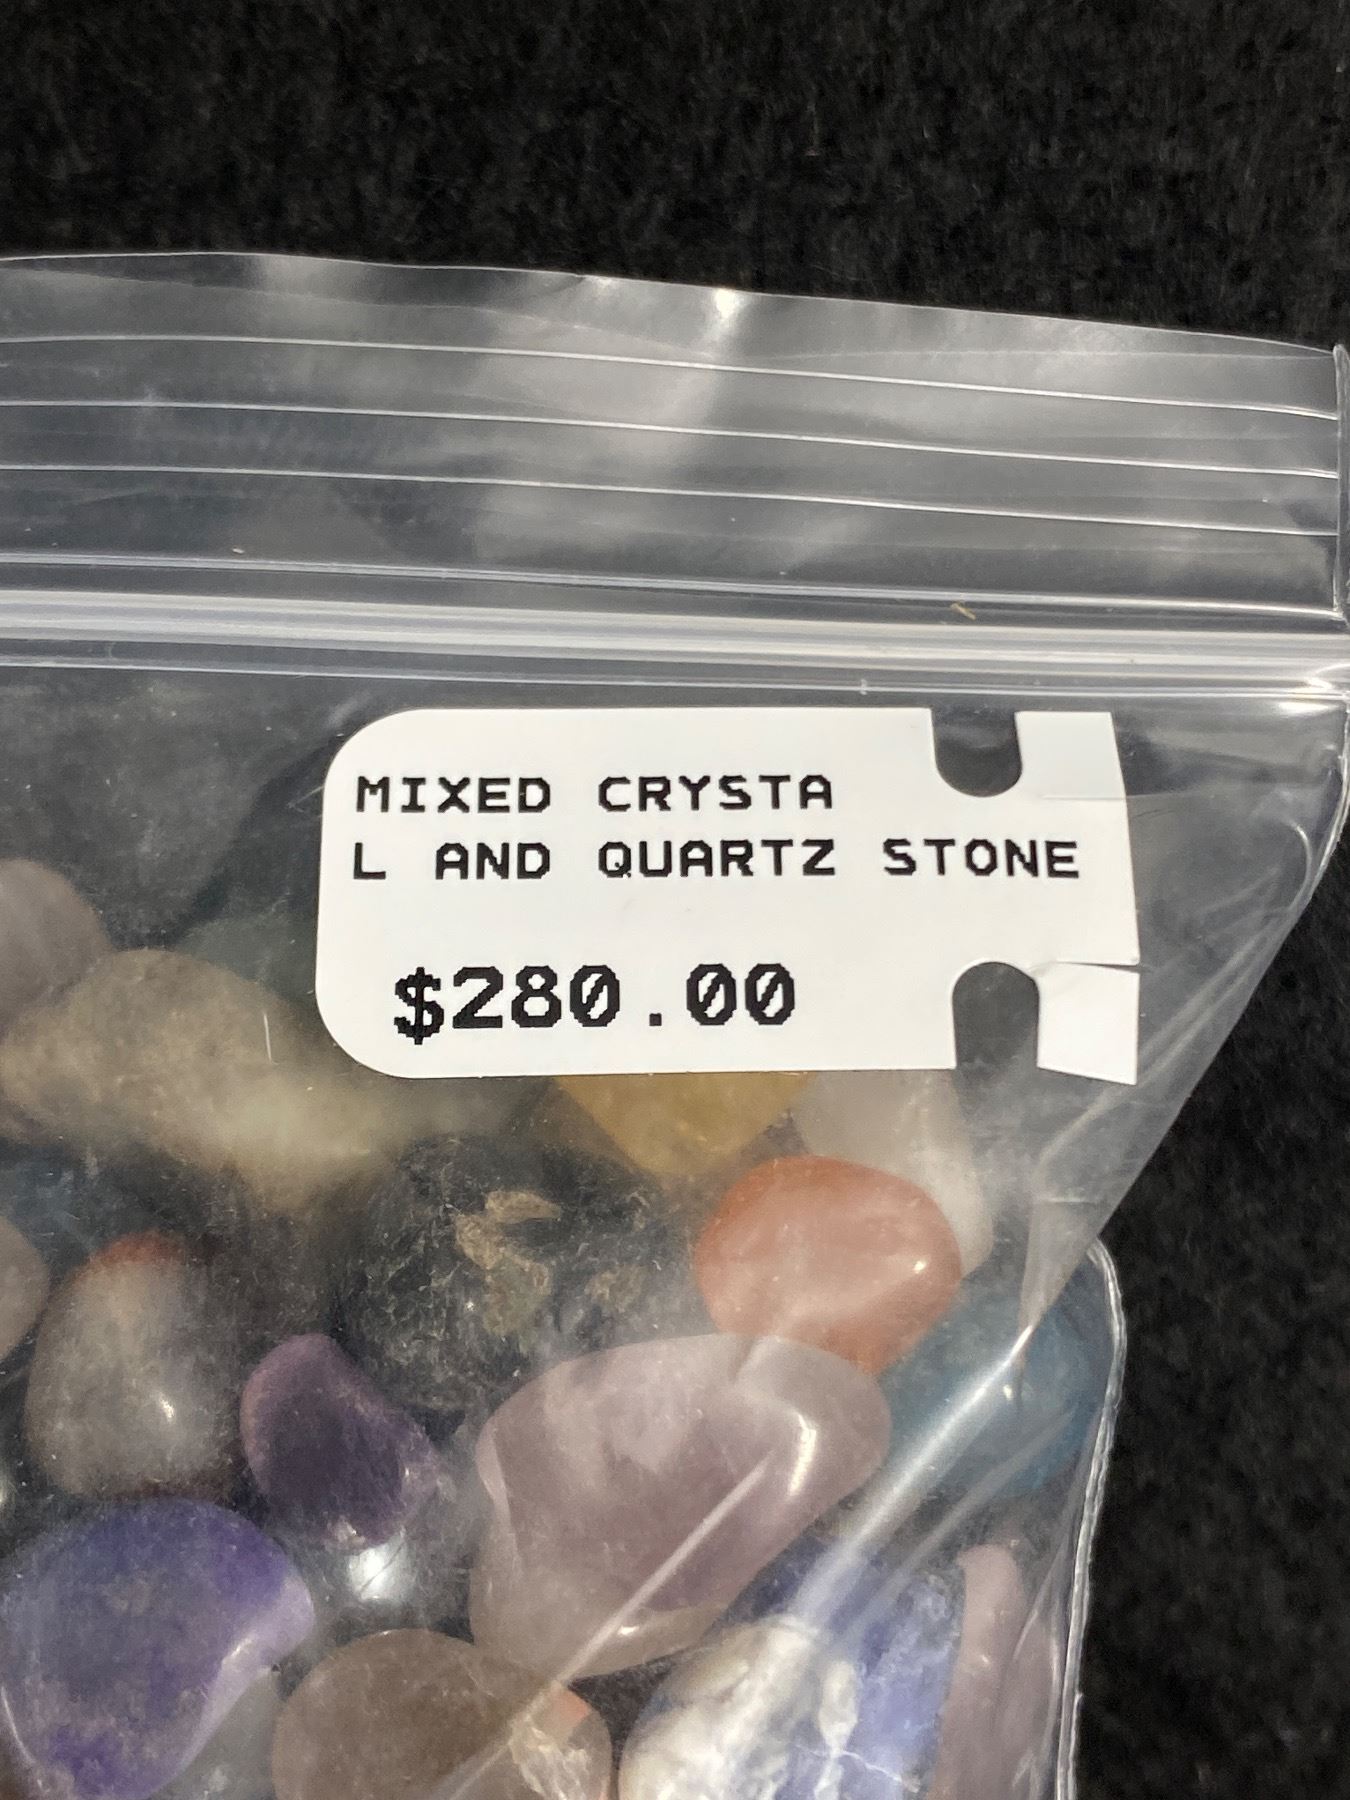 MIXED CRYSTA
L AND QUARTZ STONE
$280.00